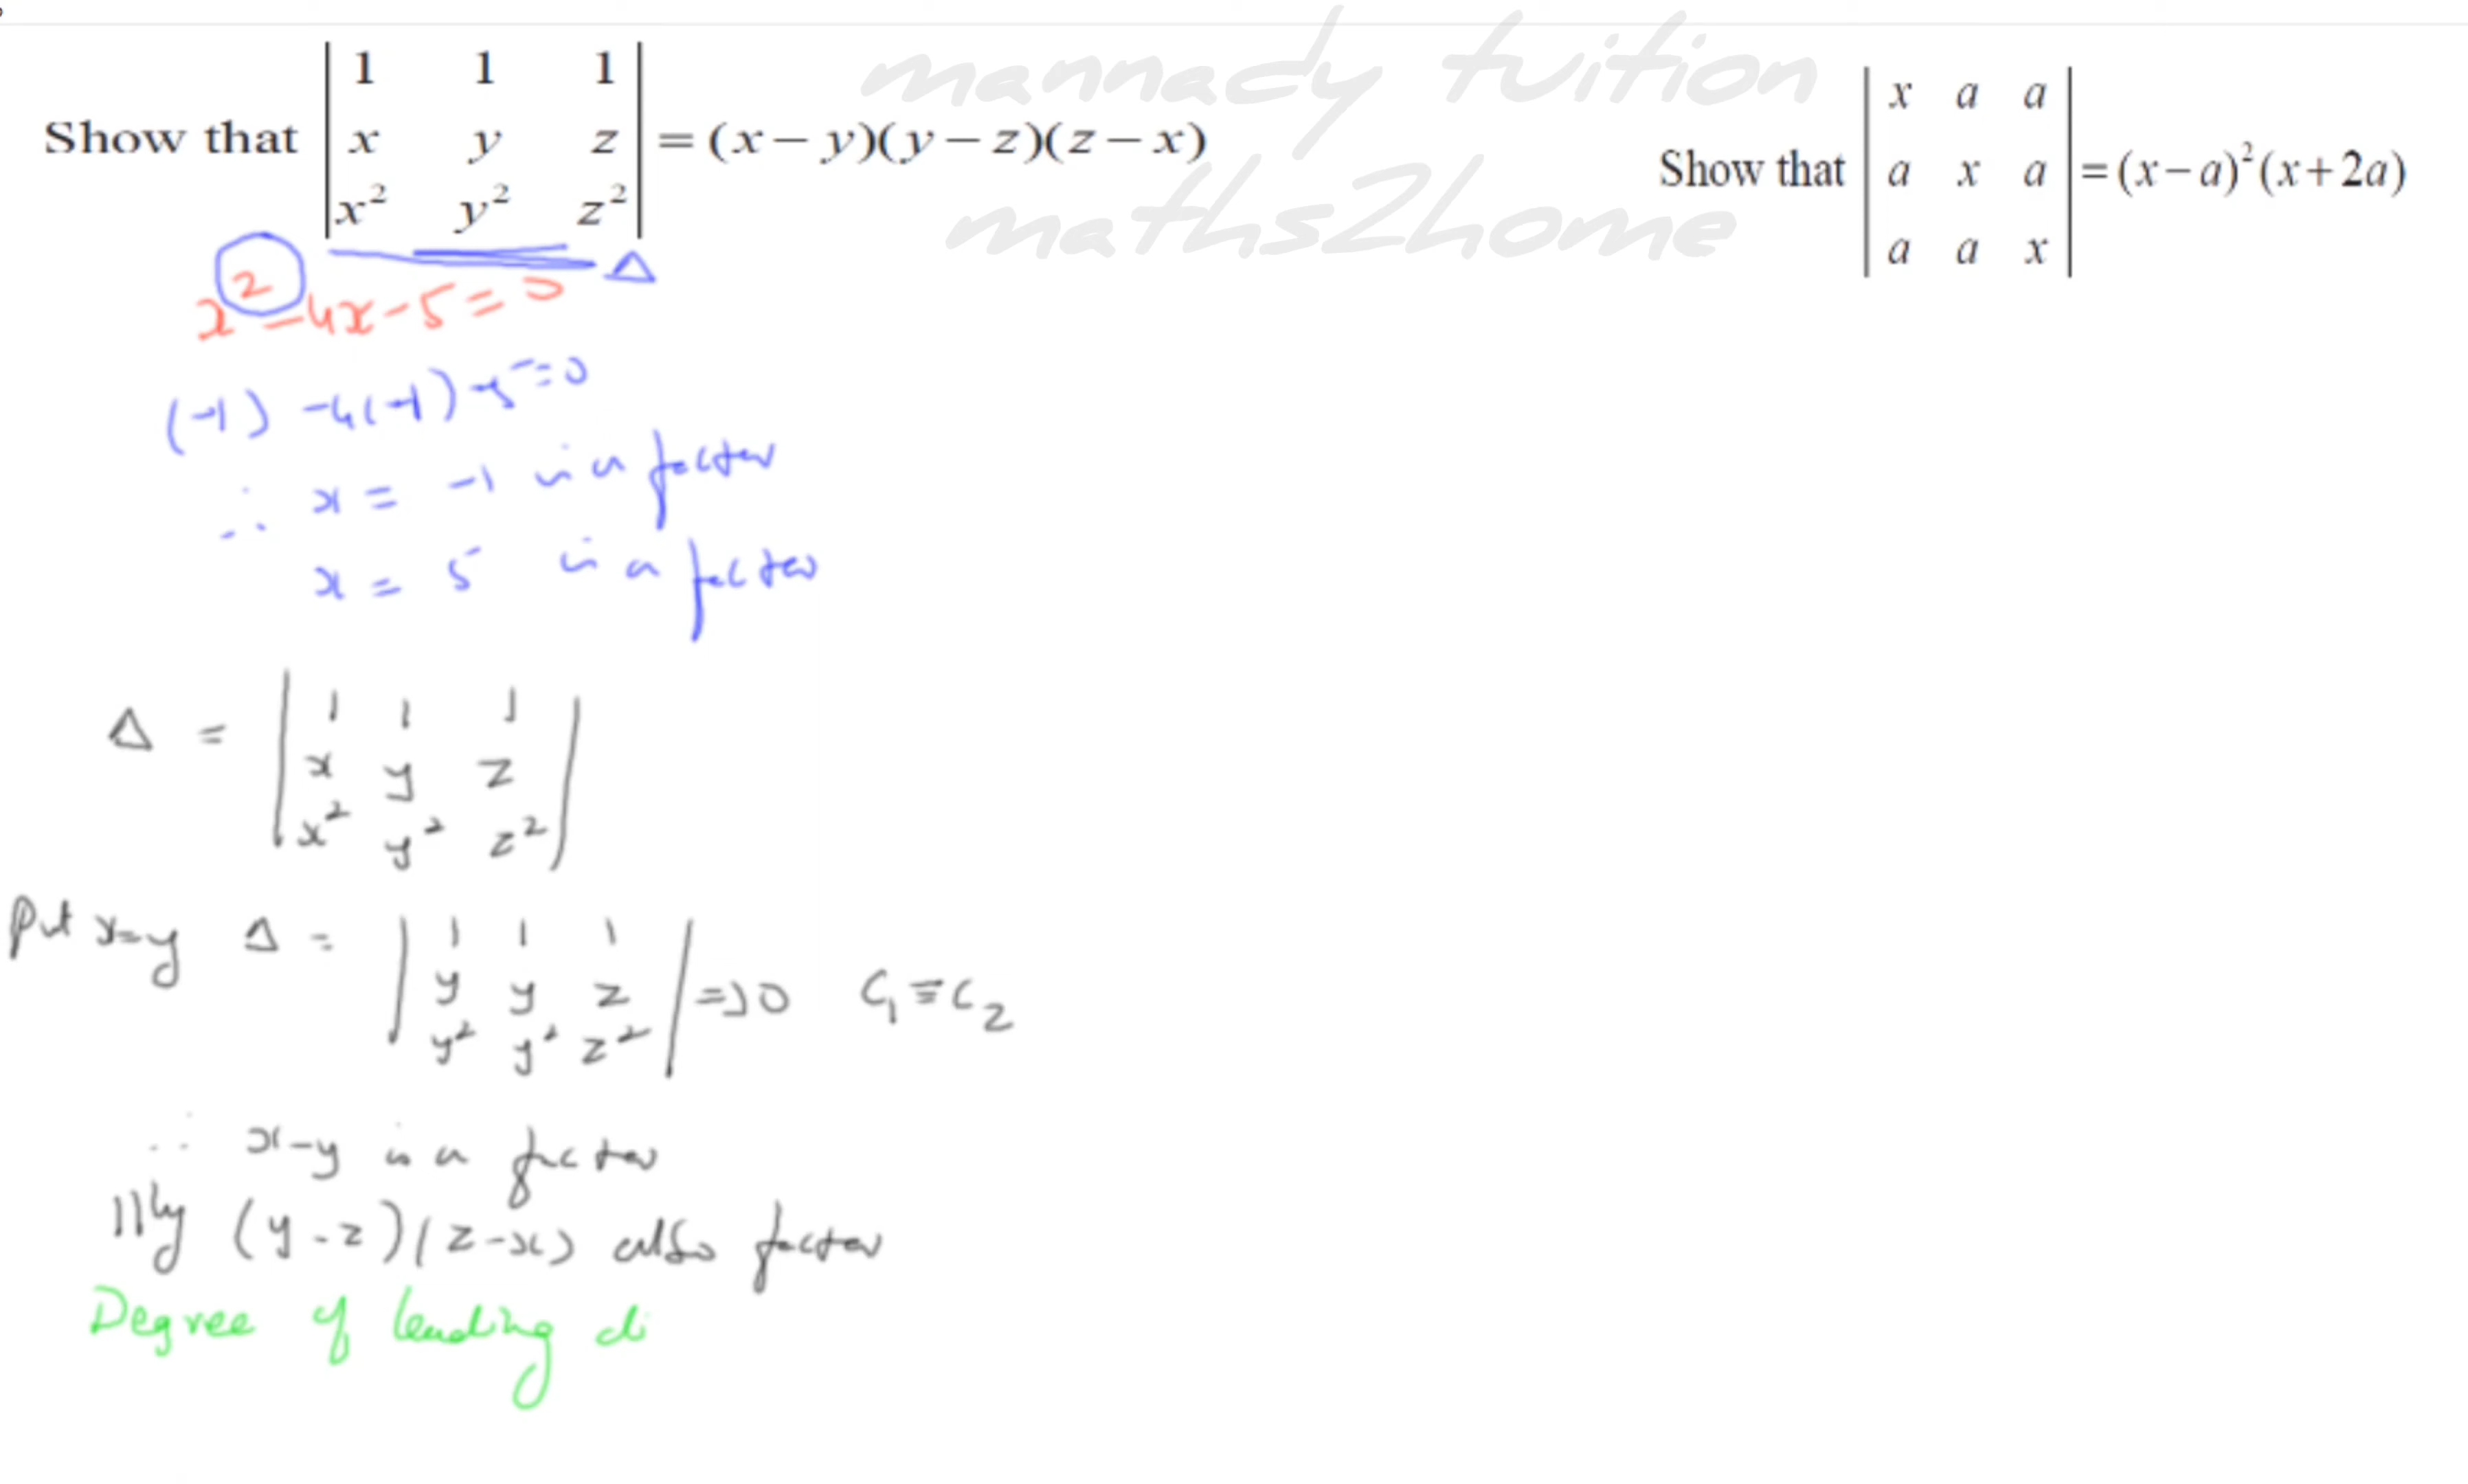 mannady tuition
maths2home
Show that | 1 1 1 | = (x − y)(y − z)(z − x)
| x y z |
| x² y² z² |
Δ
Show that | x a a | = (x − a)² (x + 2a)
| a x a |
| a a x |
x² − 4x − 5 = 0
(-1) − 4(-1) − 5 = 0
∴ x = -1 is a factor
x = 5 is a factor
Δ = | 1 1 1 |
| x y z |
| x² y² z² |
Put x=y Δ = | 1 1 1 | ⇒ 0 C₁ ≡ C₂
| y y z |
| y² y² z² |
∴ x-y is a factor
|||ly (y-z)(z-x) also factor
Degree of leading di